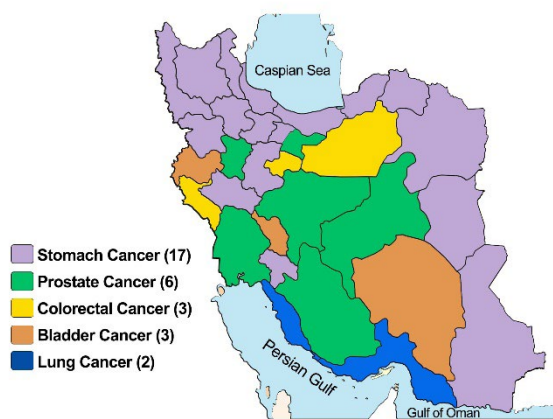 Caspian Sea
Stomach Cancer (17)
Prostate Cancer (6)
Colorectal Cancer (3)
Bladder Cancer (3)
Lung Cancer (2)
Persian Gulf
Gulf of Oman